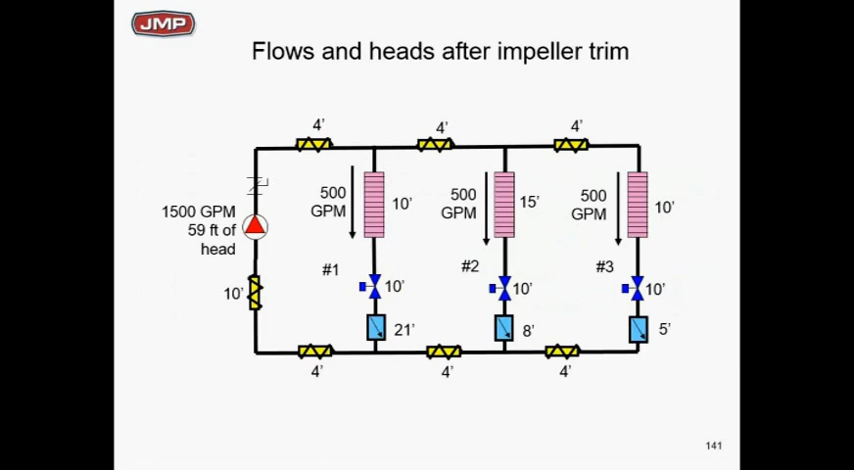 JMP
Flows and heads after impeller trim
4'
4'
4'
1500 GPM
59 ft of
head
500
GPM
10'
500
GPM
15'
500
GPM
10'
#1
#2
#3
10'
10'
10'
10'
21'
8'
5'
4'
4'
4'
141